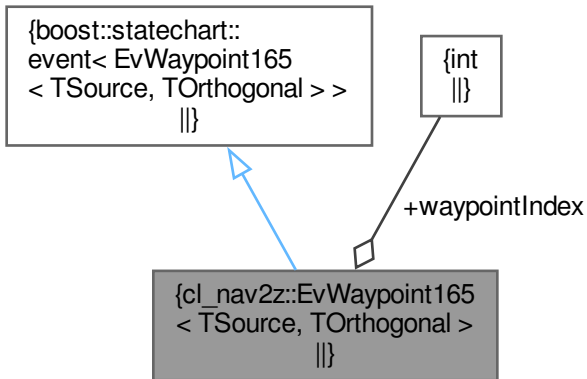 {boost::statechart::
event< EvWaypoint165
< TSource, TOrthogonal > >
||}
{int
||}
+waypointIndex
{cl_nav2z::EvWaypoint165
< TSource, TOrthogonal >
||}